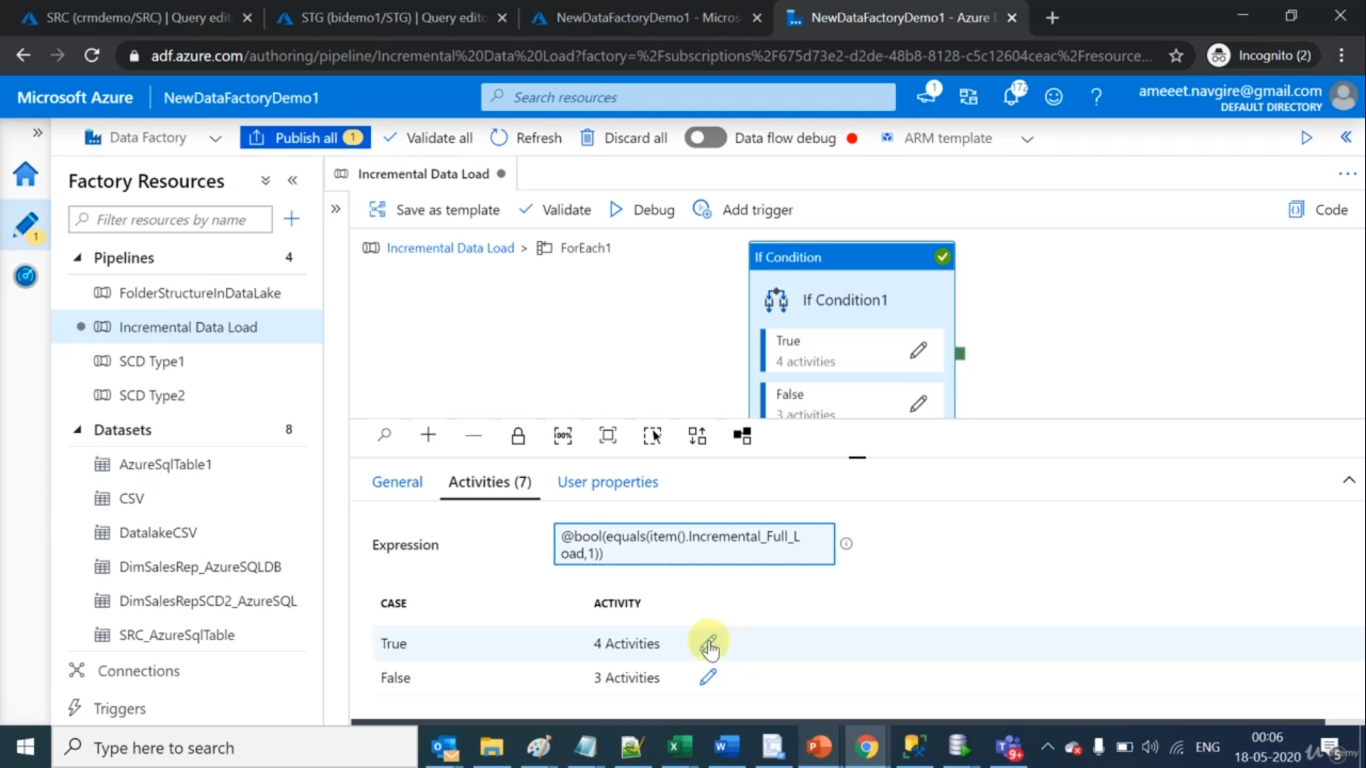 SRC (crmdemo/SRC) | Query edit
STG (bidemo1/STG) | Query edito
NewDataFactoryDemo1 - Micros
NewDataFactoryDemo1 - Azure
adf.azure.com/authoring/pipeline/Incremental%20Data%20Load?factory=%2Fsubscriptions%2F675d73e2-d2de-48b8-8128-c5c12604ceac%2Fresource...
Incognito (2)
Microsoft Azure
NewDataFactoryDemo1
Search resources
1
172
ameeet.navgire@gmail.com
DEFAULT DIRECTORY
Data Factory
Publish all 1
Validate all
Refresh
Discard all
Data flow debug
ARM template
Factory Resources
Incremental Data Load
Filter resources by name
Save as template
Validate
Debug
Add trigger
Code
1
Pipelines 4
Incremental Data Load > ForEach1
If Condition
FolderStructureInDataLake
If Condition1
Incremental Data Load
True
4 activities
SCD Type1
SCD Type2
False
3 activities
Datasets 8
100%
AzureSqlTable1
General
Activities (7)
User properties
CSV
DatalakeCSV
Expression
@bool(equals(item().Incremental_Full_L
oad,1))
DimSalesRep_AzureSQLDB
DimSalesRepSCD2_AzureSQL
CASE ACTIVITY
SRC_AzureSqlTable
True 4 Activities
Connections
False 3 Activities
Triggers
Type here to search
9+
ENG
00:06
18-05-2020
5